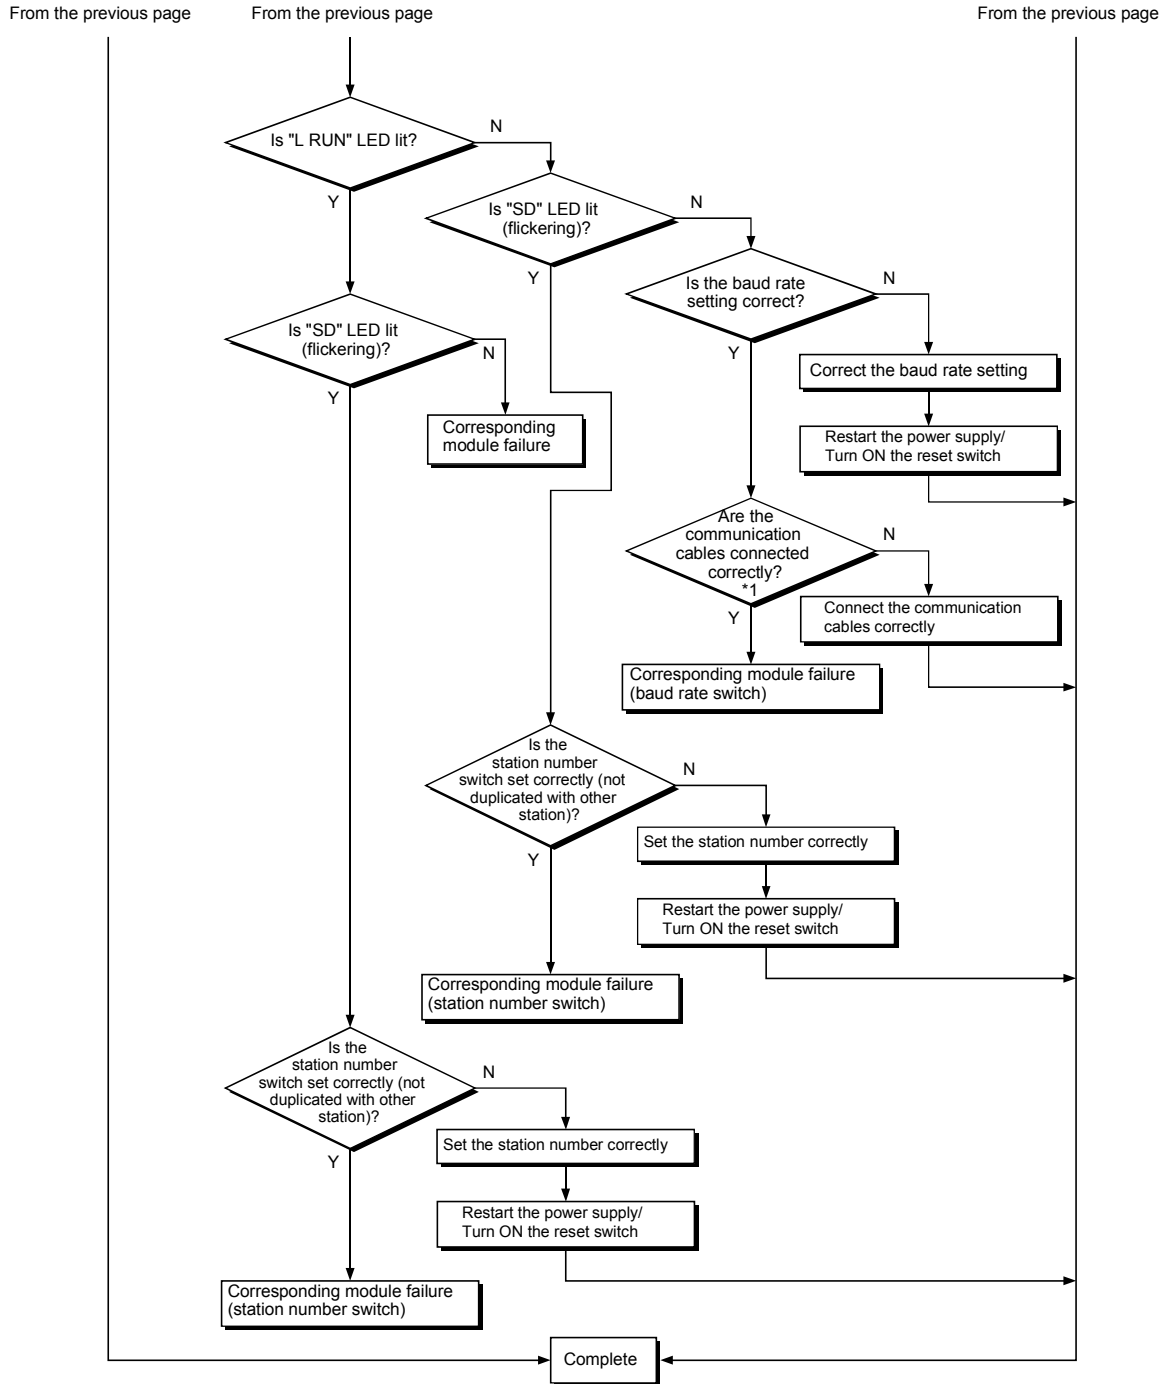 From the previous page
From the previous page
From the previous page
Is "L RUN" LED lit?
N
Y
Is "SD" LED lit
(flickering)?
N
Y
Is the baud rate
setting correct?
N
Y
Is "SD" LED lit
(flickering)?
N
Y
Correct the baud rate setting
Corresponding
module failure
Restart the power supply/
Turn ON the reset switch
Are the
communication
cables connected
correctly?
*1
N
Y
Connect the communication
cables correctly
Corresponding module failure
(baud rate switch)
Is the
station number
switch set correctly (not
duplicated with other
station)?
N
Y
Set the station number correctly
Restart the power supply/
Turn ON the reset switch
Corresponding module failure
(station number switch)
Is the
station number
switch set correctly (not
duplicated with other
station)?
N
Y
Set the station number correctly
Restart the power supply/
Turn ON the reset switch
Corresponding module failure
(station number switch)
Complete